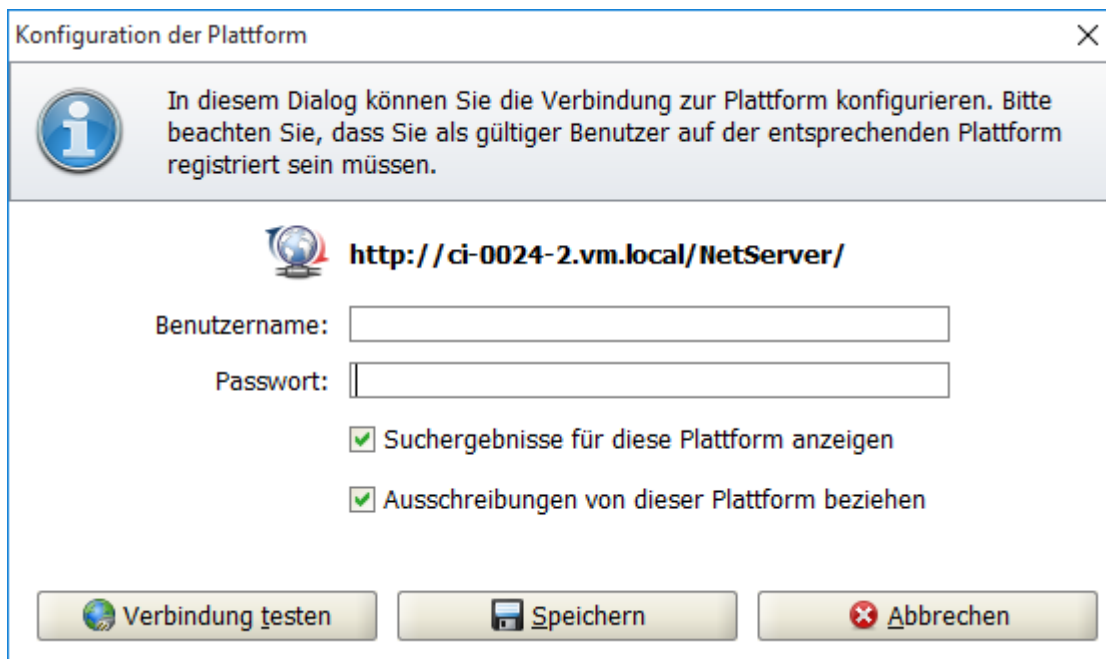 Konfiguration der Plattform
In diesem Dialog können Sie die Verbindung zur Plattform konfigurieren. Bitte
beachten Sie, dass Sie als gültiger Benutzer auf der entsprechenden Plattform
registriert sein müssen.
http://ci-0024-2.vm.local/NetServer/
Benutzername:
Passwort:
Suchergebnisse für diese Plattform anzeigen
Ausschreibungen von dieser Plattform beziehen
Verbindung testen Speichern Abbrechen